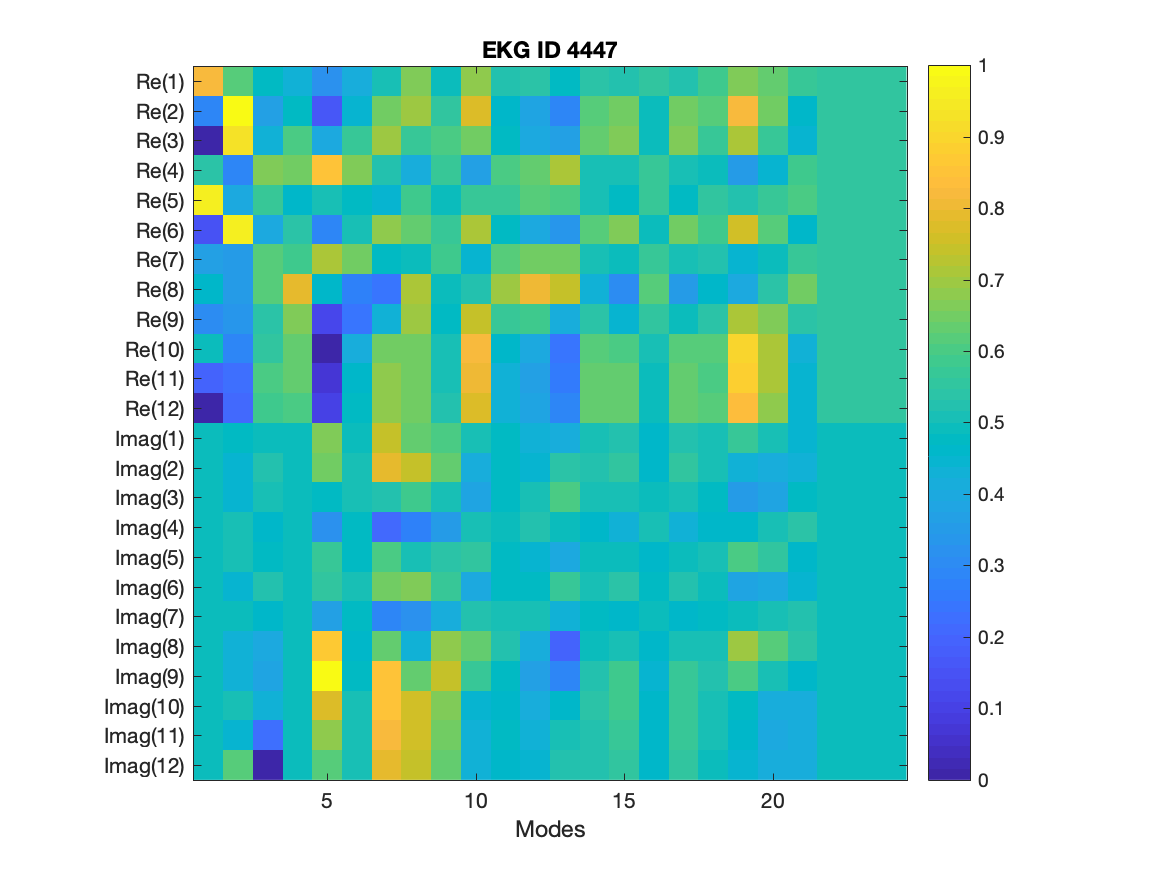 EKG ID 4447
Re(1)
Re(2)
Re(3)
Re(4)
Re(5)
Re(6)
Re(7)
Re(8)
Re(9)
Re(10)
Re(11)
Re(12)
Imag(1)
Imag(2)
Imag(3)
Imag(4)
Imag(5)
Imag(6)
Imag(7)
Imag(8)
Imag(9)
Imag(10)
Imag(11)
Imag(12)
5 10 15 20
Modes
1
0.9
0.8
0.7
0.6
0.5
0.4
0.3
0.2
0.1
0